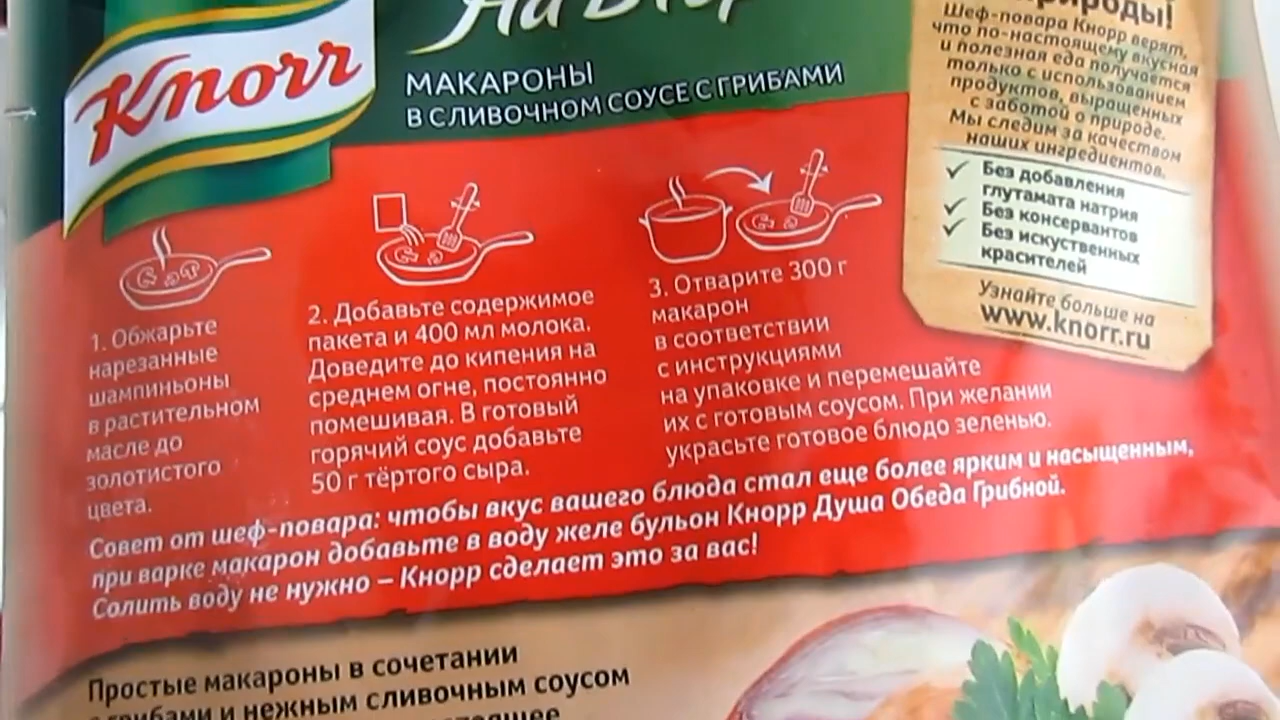 Knorr
На Вто
МАКАРОНЫ
В СЛИВОЧНОМ СОУСЕ С ГРИБАМИ
природы!
Шеф-повара Кнорр верят,
что по-настоящему вкусная
и полезная еда получается
только с использованием
продуктов, выращенных
с заботой о природе.
Мы следим за качеством
наших ингредиентов.
Без добавления
глутамата натрия
Без консервантов
Без искуственных
красителей
Узнайте больше на
www.knorr.ru
1. Обжарьте
нарезанные
шампиньоны
в растительном
масле до
золотистого
цвета.
2. Добавьте содержимое
пакета и 400 мл молока.
Доведите до кипения на
среднем огне, постоянно
помешивая. В готовый
горячий соус добавьте
50 г тёртого сыра.
3. Отварите 300 г
макарон
в соответствии
с инструкциями
на упаковке и перемешайте
их с готовым соусом. При желании
украсьте готовое блюдо зеленью.
Совет от шеф-повара: чтобы вкус вашего блюда стал еще более ярким и насыщенным,
при варке макарон добавьте в воду желе бульон Кнорр Душа Обеда Грибной.
Солить воду не нужно – Кнорр сделает это за вас!
Простые макароны в сочетании
с грибами и нежным сливочным соусом